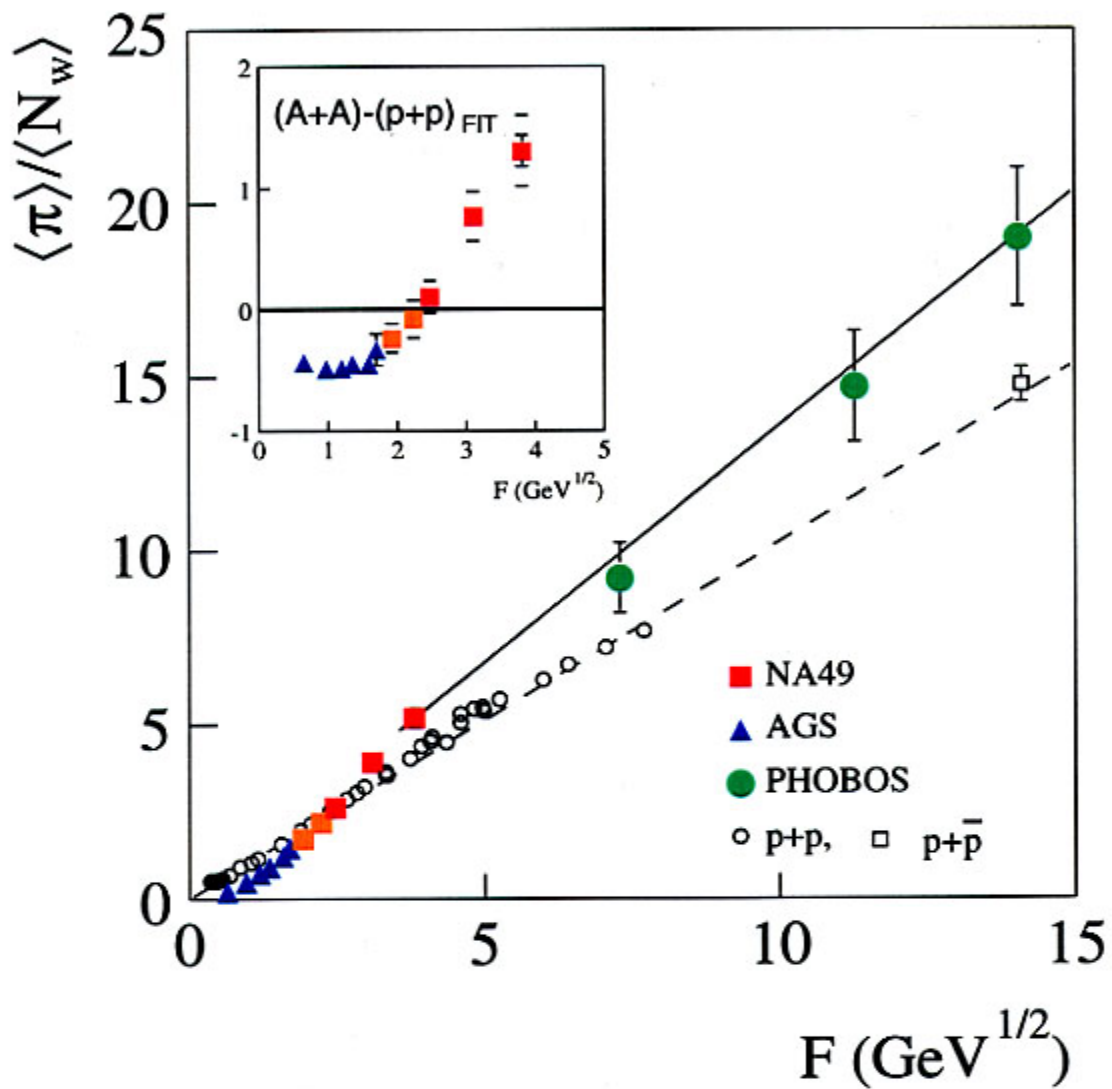 ⟨π⟩/⟨N_w⟩
25
20
15
10
5
0
2
1
0
-1
(A+A)-(p+p) FIT
0 1 2 3 4 5
F (GeV^1/2)
NA49
AGS
PHOBOS
p+p, p+p̅
0 5 10 15
F (GeV^1/2)